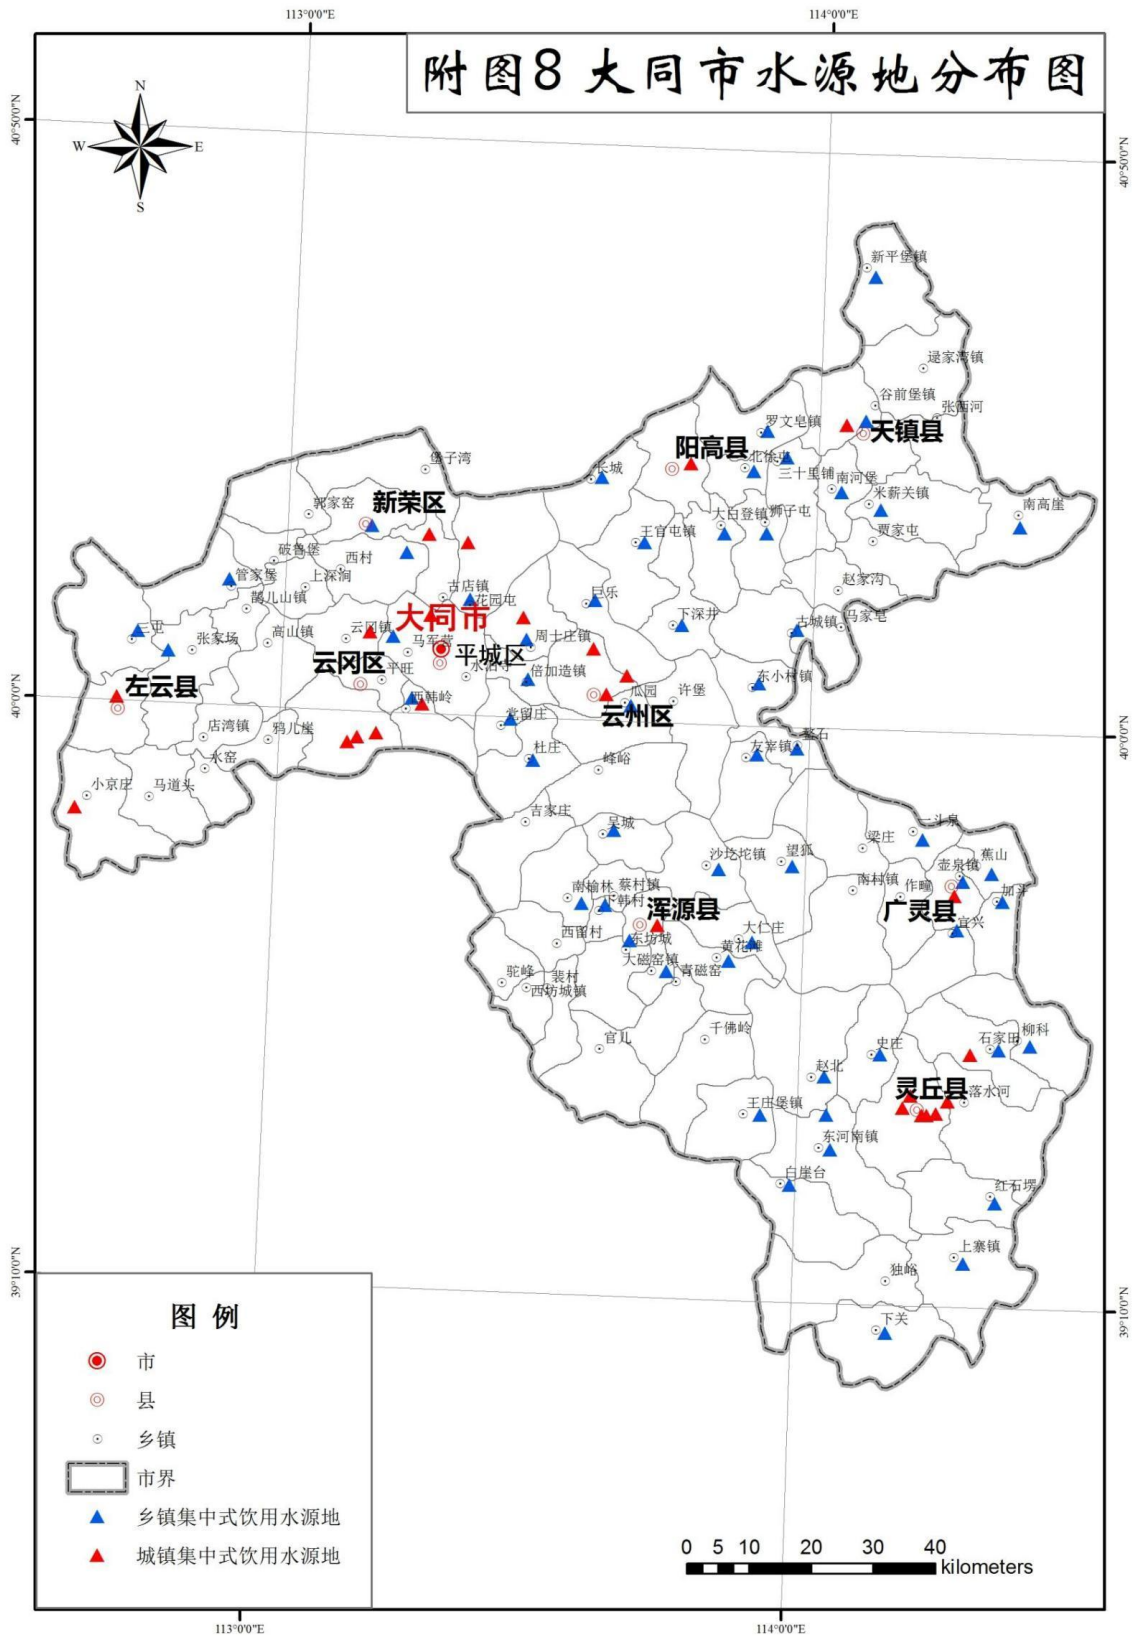 113°0'0"E
114°0'0"E
附图8 大同市水源地分布图
40°50'0"N
40°50'0"N
N
W
E
S
新平堡镇
逯家湾镇
谷前堡镇
张西河
天镇县
罗文皂镇
阳高县
北徐屯
三十里铺
南河堡
米薪关镇
南高崖
长城
堡子湾
郭家窑
新荣区
大白登镇
狮子屯
王官屯镇
贾家屯
破鲁堡
西村
管家堡
上深涧
赵家沟
鹊儿山镇
古店镇
花园屯
巨乐
大同市
下深井
古城镇
马家皂
三屯
张家场
高山镇
云冈镇
马军营
周士庄镇
平城区
云冈区
水泊寺
平旺
倍加造镇
东小村镇
左云县
西韩岭
瓜园
许堡
云州区
40°0'0"N
40°0'0"N
店湾镇
鸦儿崖
党留庄
杜庄
友宰镇
鳌石
水窑
峰峪
小京庄
马道头
吉家庄
吴城
一斗泉
梁庄
沙圪坨镇
望狐
壶泉镇
蕉山
南榆林
蔡村镇
下韩村
南村镇
作疃
加斗
浑源县
广灵县
宜兴
西留村
东坊城
大仁庄
黄花滩
大磁窑镇
青磁窑
驼峰
裴村
西坊城镇
官儿
千佛岭
史庄
石家田
柳科
赵北
灵丘县
落水河
王庄堡镇
东河南镇
白崖台
红石塄
上寨镇
独峪
下关
39°10'0"N
39°10'0"N
图 例
市
县
乡镇
市界
乡镇集中式饮用水源地
城镇集中式饮用水源地
0 5 10 20 30 40
kilometers
113°0'0"E
114°0'0"E